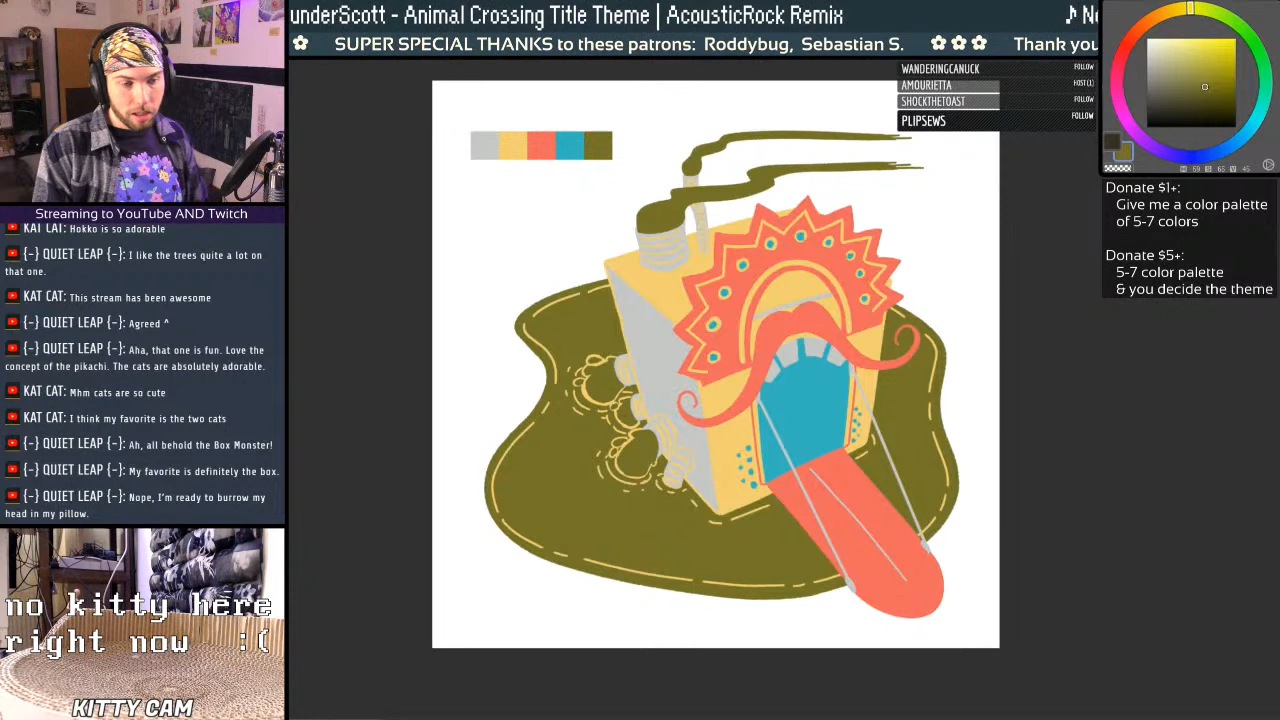 underScott - Animal Crossing Title Theme | AcousticRock Remix ♪ N
SUPER SPECIAL THANKS to these patrons: Roddybug, Sebastian S. Thank you
WANDERINGCANUCK FOLLOW
AMOURIETTA HOST(1)
SHOCKTHETOAST FOLLOW
PLIPSEWS FOLLOW
Donate $1+:
Give me a color palette
of 5-7 colors
Donate $5+:
5-7 color palette
& you decide the theme
Streaming to YouTube AND Twitch
KAT CAT: Hokko is so adorable
{-} QUIET LEAP {-}: I like the trees quite a lot on
that one.
KAT CAT: This stream has been awesome
{-} QUIET LEAP {-}: Agreed ^
{-} QUIET LEAP {-}: Aha, that one is fun. Love the
concept of the pikachi. The cats are absolutely adorable.
KAT CAT: Mhm cats are so cute
KAT CAT: I think my favorite is the two cats
{-} QUIET LEAP {-}: Ah, all behold the Box Monster!
{-} QUIET LEAP {-}: My favorite is definitely the box.
{-} QUIET LEAP {-}: Nope, I'm ready to burrow my
head in my pillow.
no kitty here
right now :(
KITTY CAM